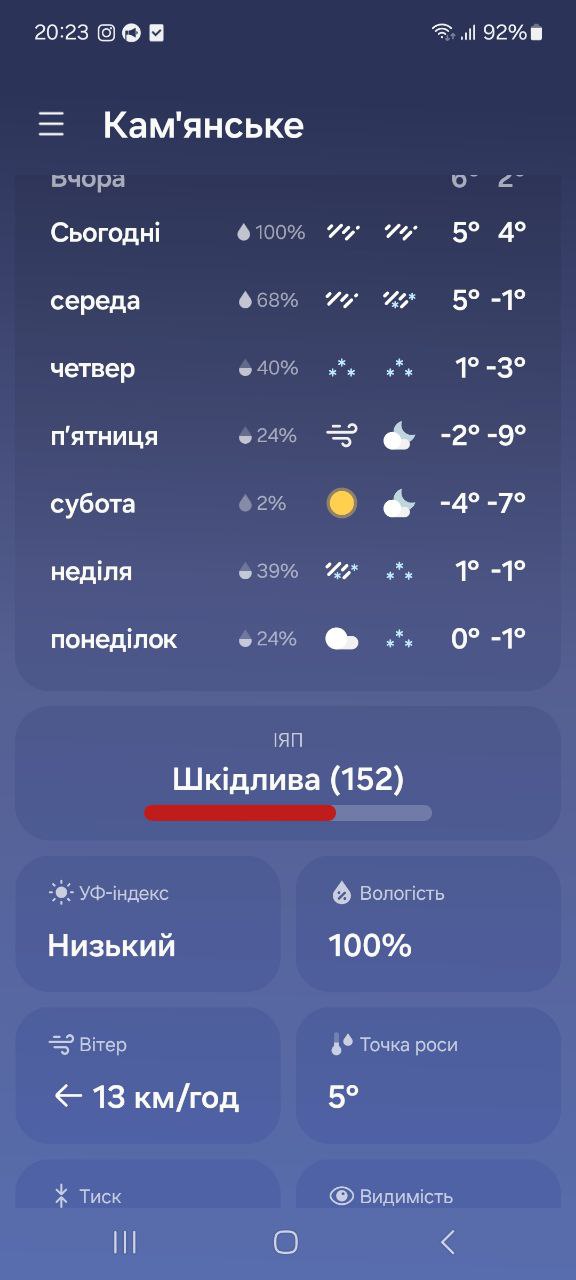 20:23 92%
Кам'янське
Вчора 6° 2°
Сьогодні 100% 5° 4°
середа 68% 5° -1°
четвер 40% 1° -3°
п'ятниця 24% -2° -9°
субота 2% -4° -7°
неділя 39% 1° -1°
понеділок 24% 0° -1°
ІЯП
Шкідлива (152)
УФ-індекс Вологість
Низький 100%
Вітер Точка роси
← 13 км/год 5°
Тиск Видимість